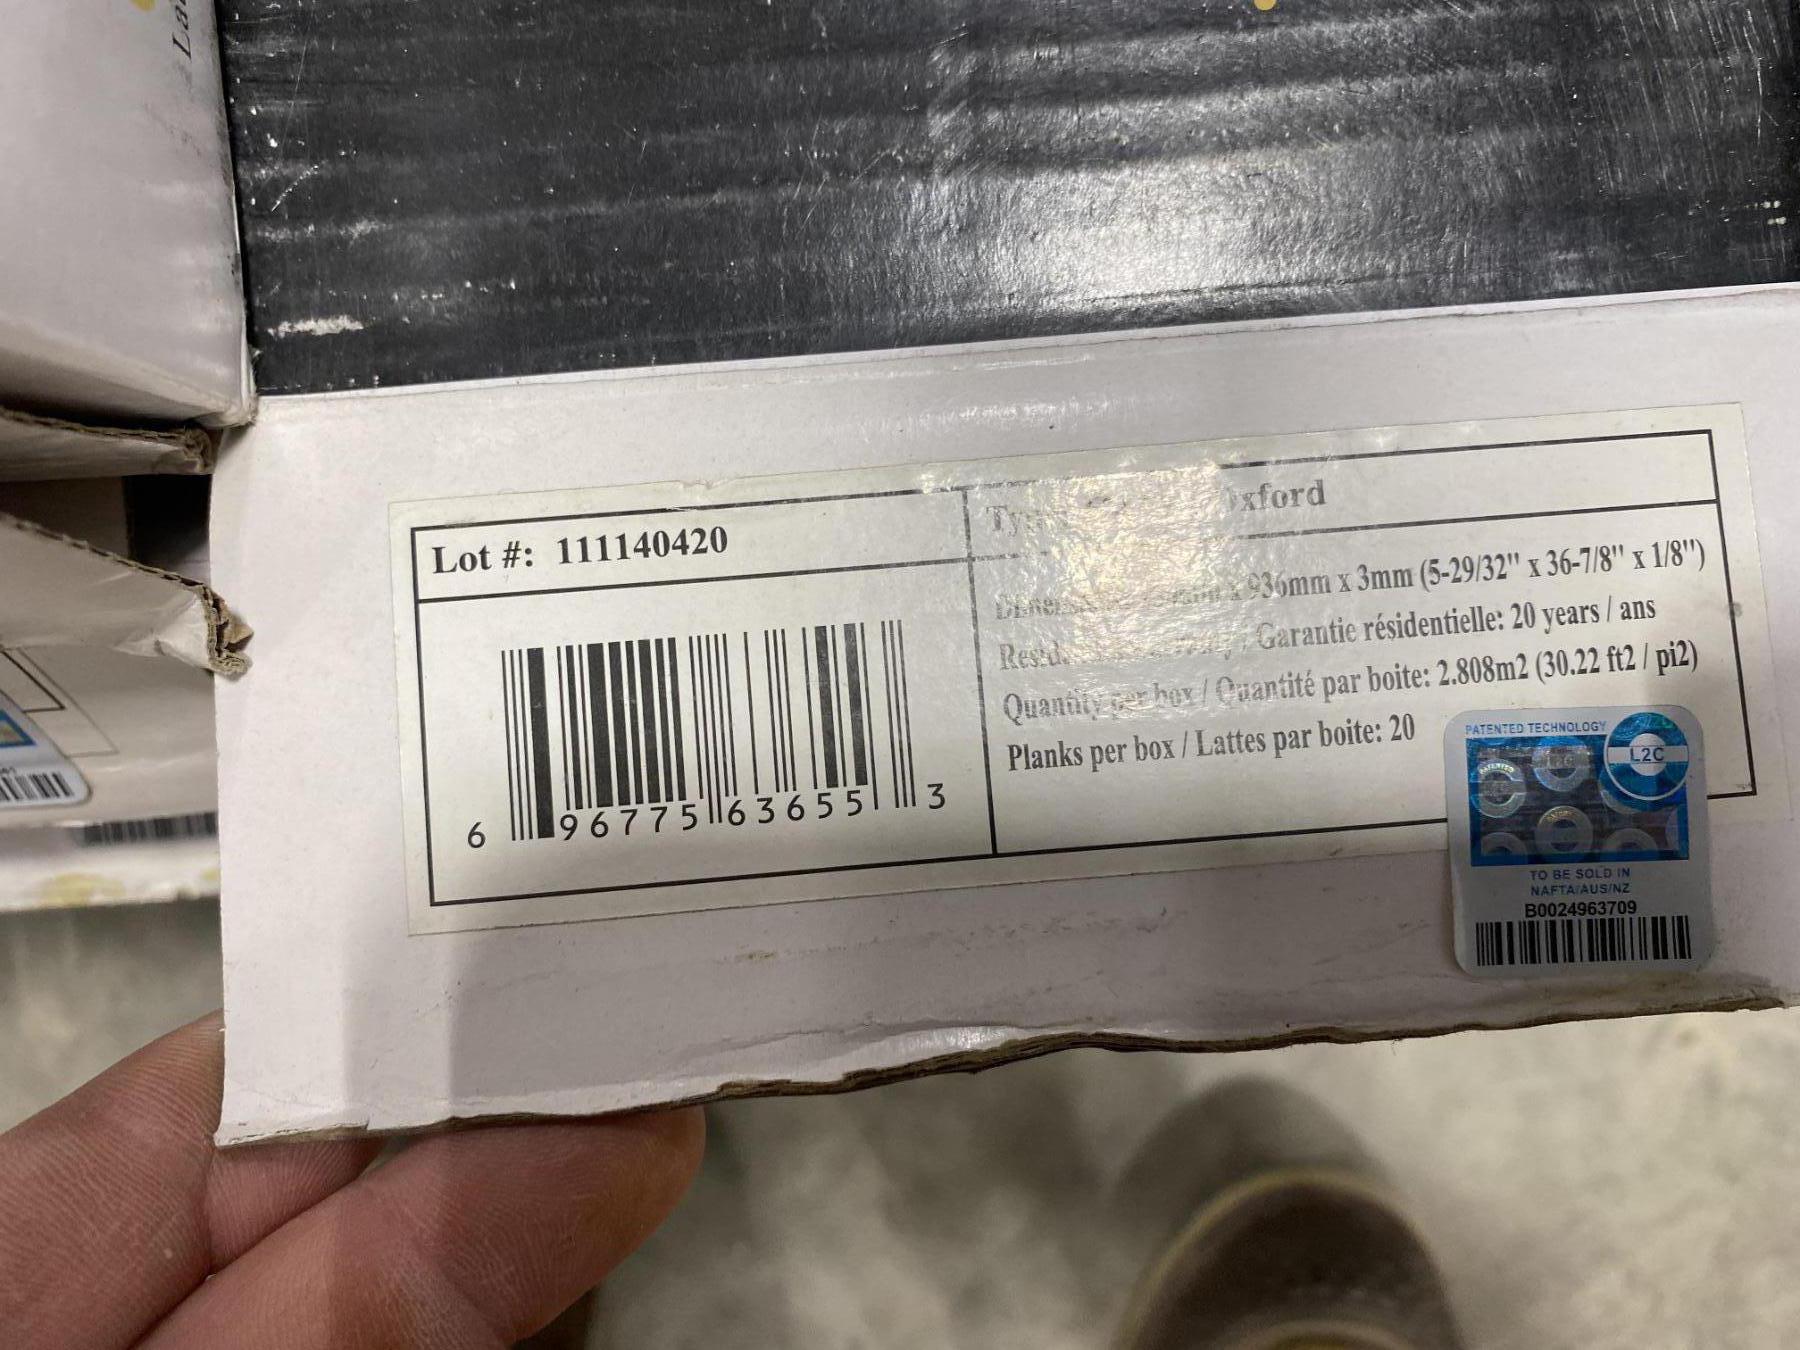 Lot #: 111140420
Oxford
x 936mm x 3mm (5-29/32" x 36-7/8" x 1/8")
/ Garantie résidentielle: 20 years / ans
Quantity per box / Quantité par boite: 2.808m2 (30.22 ft2 / pi2)
Planks per box / Lattes par boite: 20
6 96775 63655 3
PATENTED TECHNOLOGY
L2C
TO BE SOLD IN
NAFTA/AUS/NZ
B0024963709